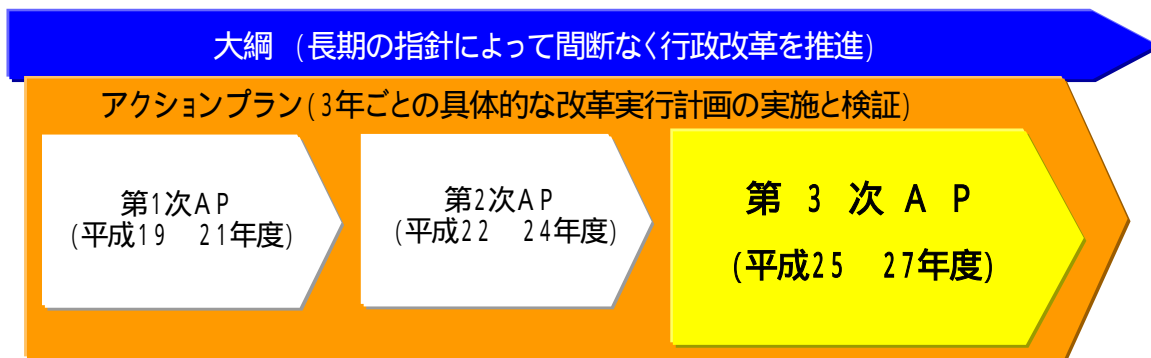 大綱 (長期の指針によって間断なく行政改革を推進)
アクションプラン(3年ごとの具体的な改革実行計画の実施と検証)
第1次AP
(平成19 21年度)
第2次AP
(平成22 24年度)
第 3 次 A P
(平成25 27年度)